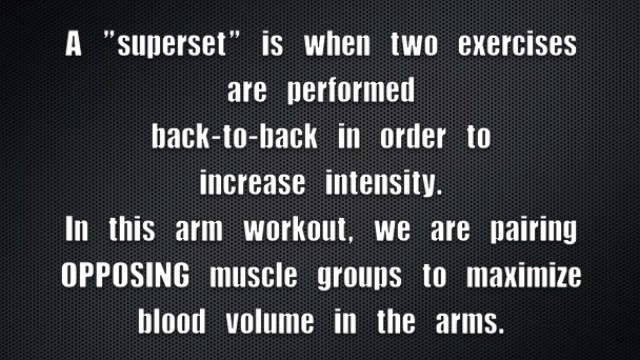 A ”superset” is when two exercises
are performed
back-to-back in order to
increase intensity.
In this arm workout, we are pairing
OPPOSING muscle groups to maximize
blood volume in the arms.